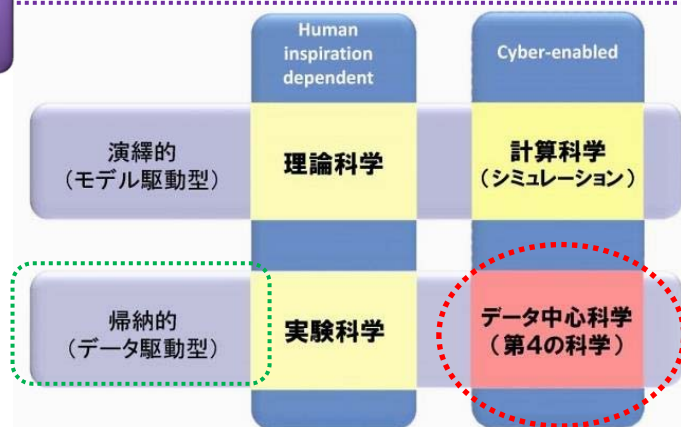 Human
inspiration
dependent
Cyber-enabled
演繹的
（モデル駆動型）
理論科学
計算科学
（シミュレーション）
帰納的
（データ駆動型）
実験科学
データ中心科学
（第4の科学）